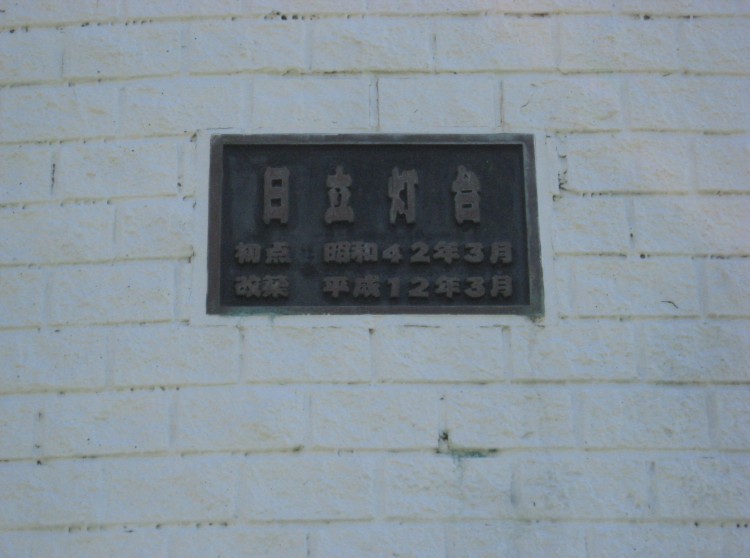 日立灯台
初点　昭和４２年３月
改築　平成１２年３月